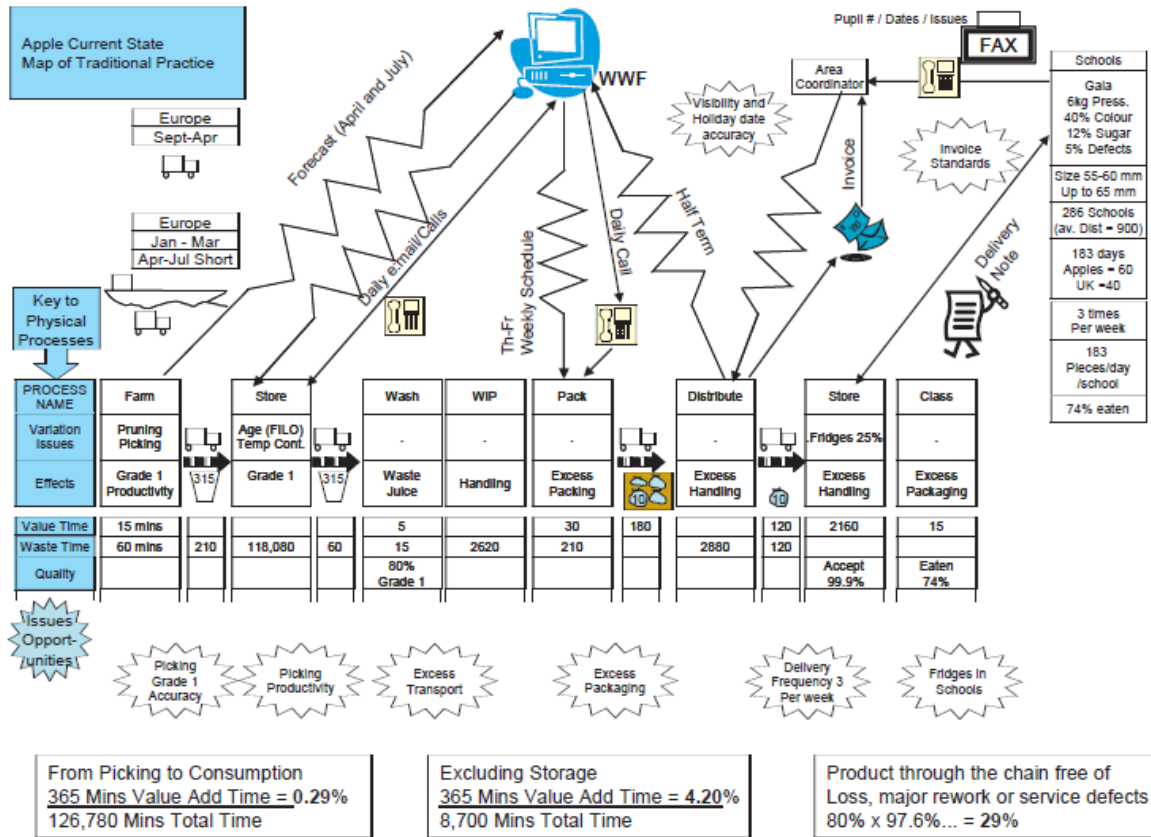 Apple Current State
Map of Traditional Practice
Europe
Sept-Apr
Europe
Jan - Mar
Apr-Jul Short
Key to
Physical
Processes
Forecast (April and July)
Daily e.mail/Calls
WWF
Th-Fr
Weekly Schedule
Daily Call
Half Term
Visibility and
Holiday date
accuracy
Pupil # / Dates / Issues
FAX
Area
Coordinator
Invoice
Invoice
Standards
Delivery
Note
Schools
Gala
6kg Press.
40% Colour
12% Sugar
5% Defects
Size 55-60 mm
Up to 65 mm
286 Schools
(av. Dist = 900)
183 days
Apples = 60
UK =40
3 times
Per week
183
Pieces/day
/school
74% eaten
PROCESS NAME Farm Store Wash WIP Pack Distribute Store Class
Variation Issues Pruning Picking Age (FILO) Temp Cont. - - - - .Fridges 25% -
Effects Grade 1 Productivity 315 Grade 1 315 Waste Juice Handling Excess Packing 10 Excess Handling 10 Excess Handling Excess Packaging
Value Time 15 mins 5 30 180 120 2160 15
Waste Time 60 mins 210 118,080 60 15 2620 210 2880 120
Quality 80% Grade 1 Accept 99.9% Eaten 74%
Issues
Opport-
unities
Picking
Grade 1
Accuracy
Picking
Productivity
Excess
Transport
Excess
Packaging
Delivery
Frequency 3
Per week
Fridges in
Schools
From Picking to Consumption
365 Mins Value Add Time = 0.29%
126,780 Mins Total Time
Excluding Storage
365 Mins Value Add Time = 4.20%
8,700 Mins Total Time
Product through the chain free of
Loss, major rework or service defects
80% x 97.6%... = 29%